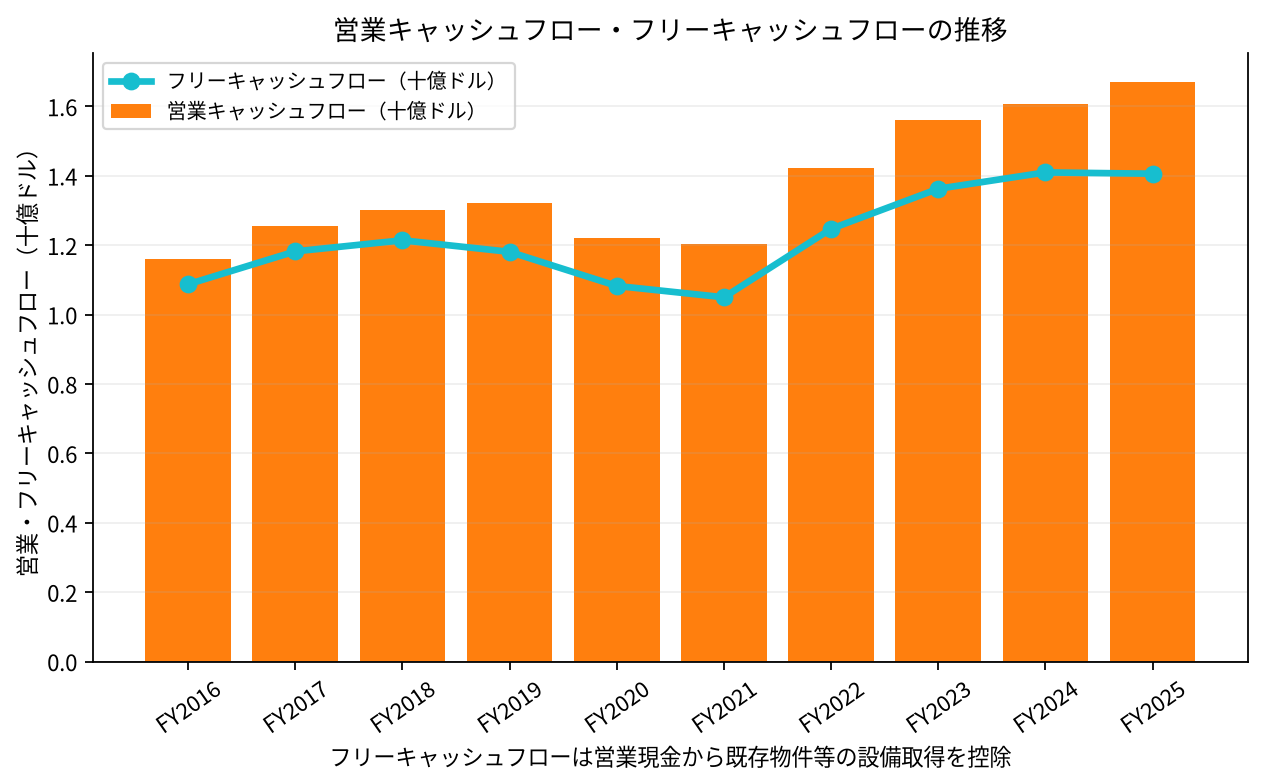 営業キャッシュフロー・フリーキャッシュフローの推移
フリーキャッシュフロー（十億ドル）
営業キャッシュフロー（十億ドル）
営業・フリーキャッシュフロー（十億ドル）
1.6
1.4
1.2
1.0
0.8
0.6
0.4
0.2
0.0
FY2016
FY2017
FY2018
FY2019
FY2020
FY2021
FY2022
FY2023
FY2024
FY2025
フリーキャッシュフローは営業現金から既存物件等の設備取得を控除